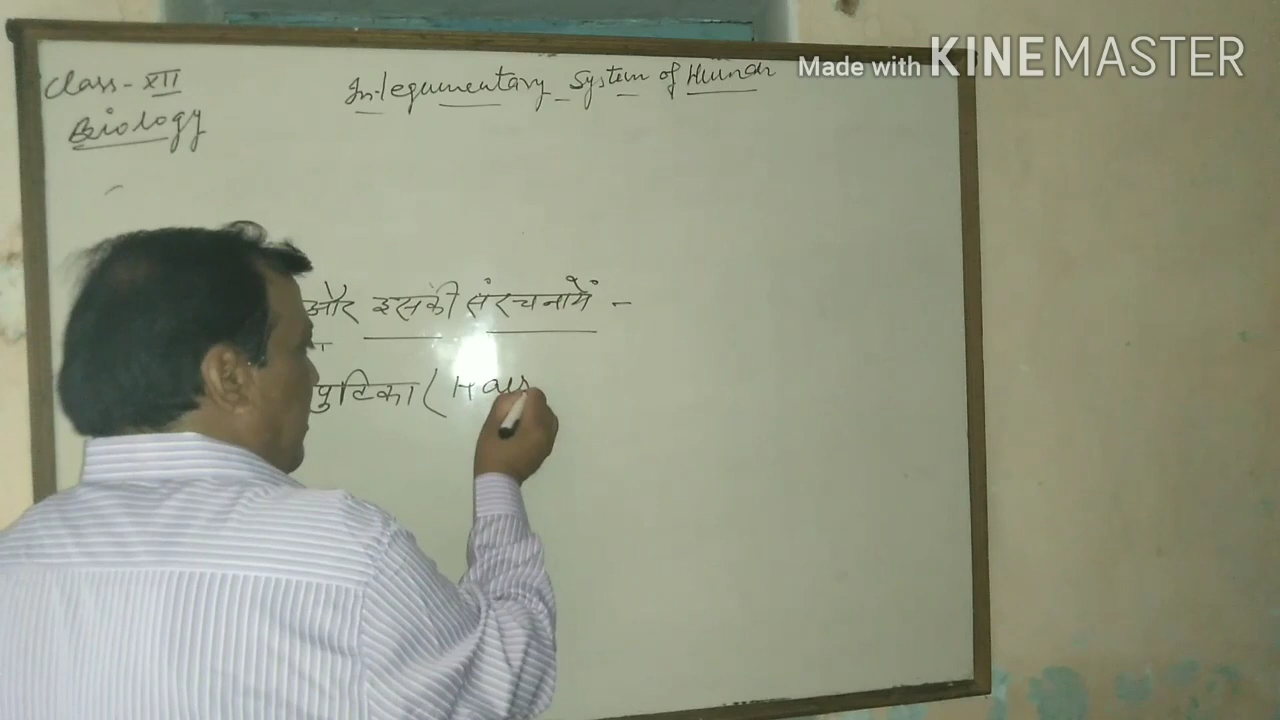 Made with KINEMASTER
Class - XII
Integumentary System of Human
Biology
और इसकी संरचनायें -
पुटिका ( Hair